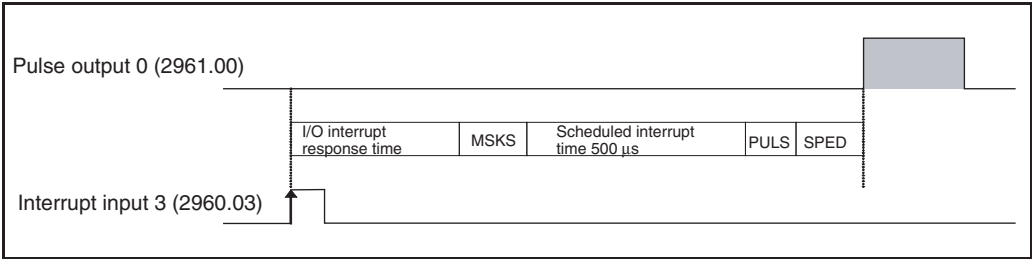 Pulse output 0 (2961.00)
I/O interrupt
response time
MSKS
Scheduled interrupt
time 500 µs
PULS
SPED
Interrupt input 3 (2960.03)